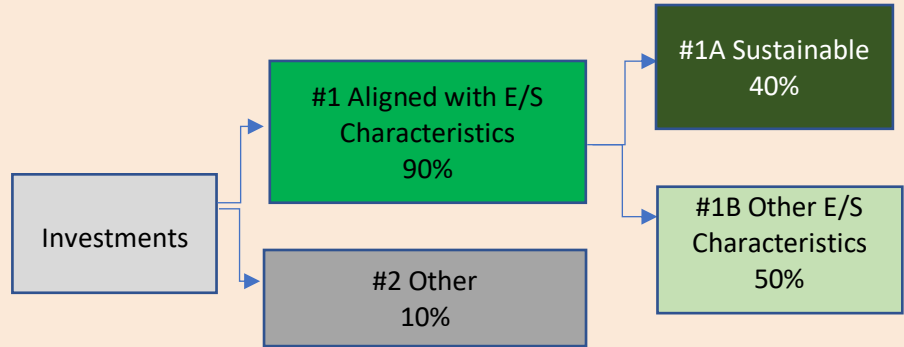 Investments
#1 Aligned with E/S
Characteristics
90%
#2 Other
10%
#1A Sustainable
40%
#1B Other E/S
Characteristics
50%